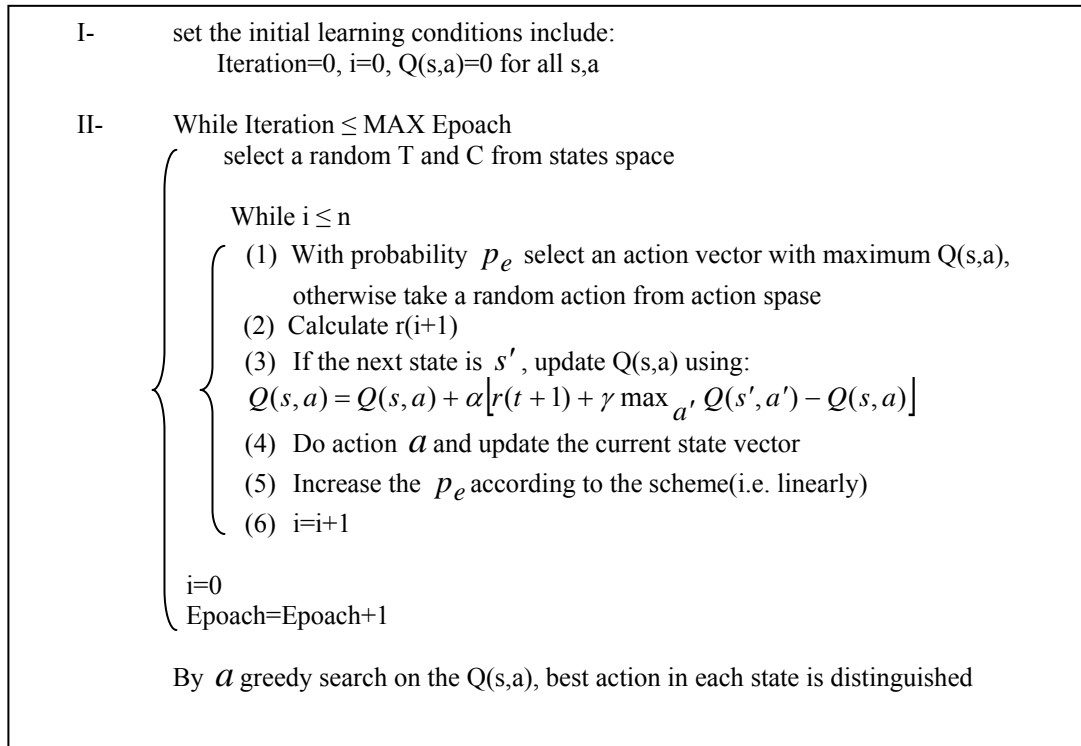 I- set the initial learning conditions include:
Iteration=0, i=0, Q(s,a)=0 for all s,a
II- While Iteration ≤ MAX Epoach
select a random T and C from states space
While i ≤ n
(1) With probability p_e select an action vector with maximum Q(s,a),
otherwise take a random action from action spase
(2) Calculate r(i+1)
(3) If the next state is s′, update Q(s,a) using:
Q(s,a) = Q(s,a) + α⌊r(t+1) + γ max_{a′} Q(s′,a′) − Q(s,a)⌋
(4) Do action a and update the current state vector
(5) Increase the p_e according to the scheme(i.e. linearly)
(6) i=i+1
i=0
Epoach=Epoach+1
By a greedy search on the Q(s,a), best action in each state is distinguished